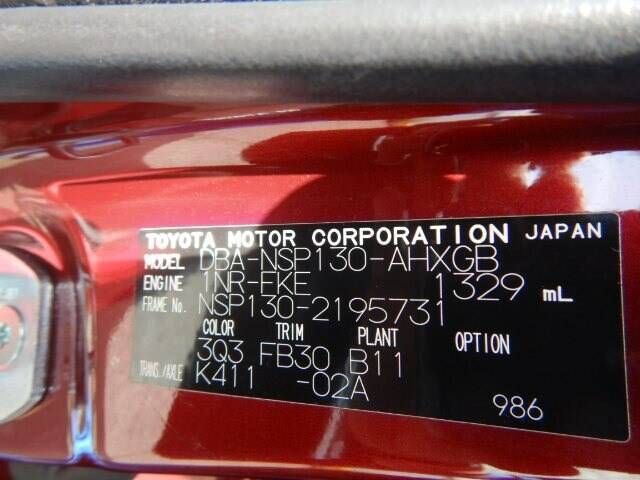 TOYOTA MOTOR CORPORATION JAPAN
MODEL DBA-NSP130-AHXGB
ENGINE 1NR-FKE 1329 mL
FRAME No. NSP130-2195731
COLOR TRIM PLANT OPTION
3Q3 FB30 B11
TRANS./AXLE K411 -02A
986